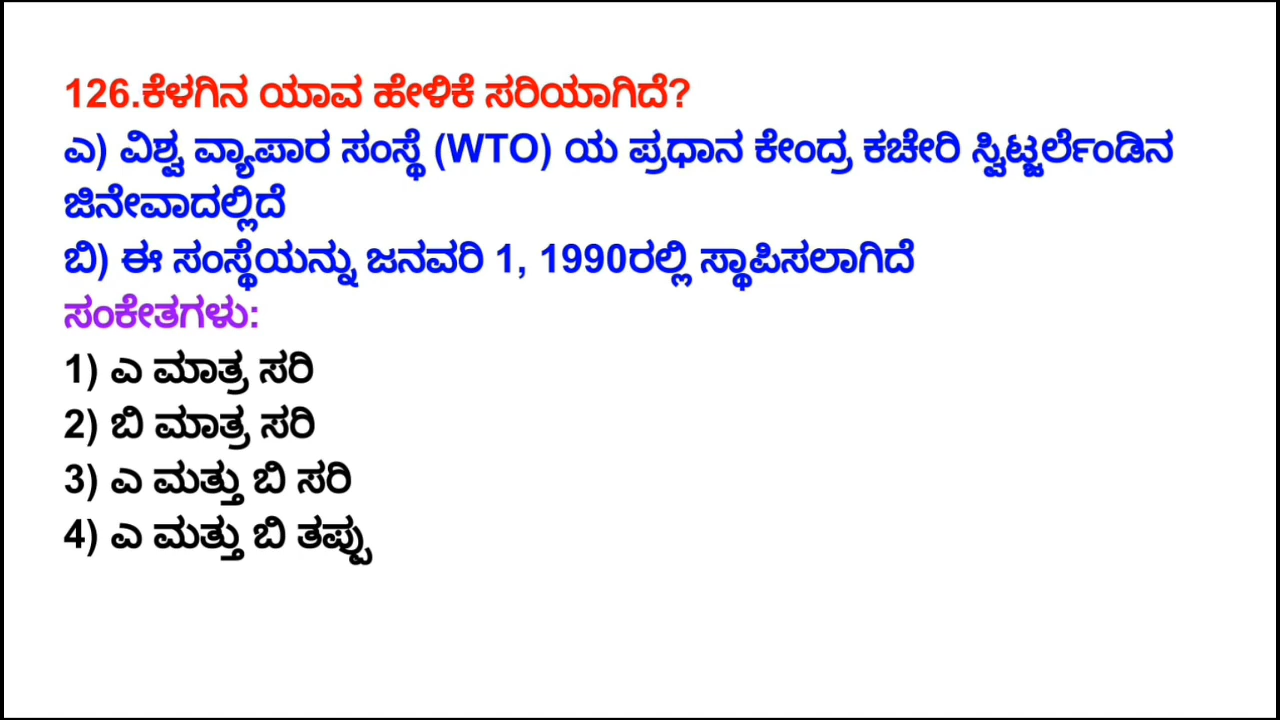 126.ಕೆಳಗಿನ ಯಾವ ಹೇಳಿಕೆ ಸರಿಯಾಗಿದೆ?
ಎ) ವಿಶ್ವ ವ್ಯಾಪಾರ ಸಂಸ್ಥೆ (WTO) ಯ ಪ್ರಧಾನ ಕೇಂದ್ರ ಕಚೇರಿ ಸ್ವಿಟ್ಜರ್ಲೆಂಡಿನ
ಜಿನೇವಾದಲ್ಲಿದೆ
ಬಿ) ಈ ಸಂಸ್ಥೆಯನ್ನು ಜನವರಿ 1, 1990ರಲ್ಲಿ ಸ್ಥಾಪಿಸಲಾಗಿದೆ
ಸಂಕೇತಗಳು:
1) ಎ ಮಾತ್ರ ಸರಿ
2) ಬಿ ಮಾತ್ರ ಸರಿ
3) ಎ ಮತ್ತು ಬಿ ಸರಿ
4) ಎ ಮತ್ತು ಬಿ ತಪ್ಪು